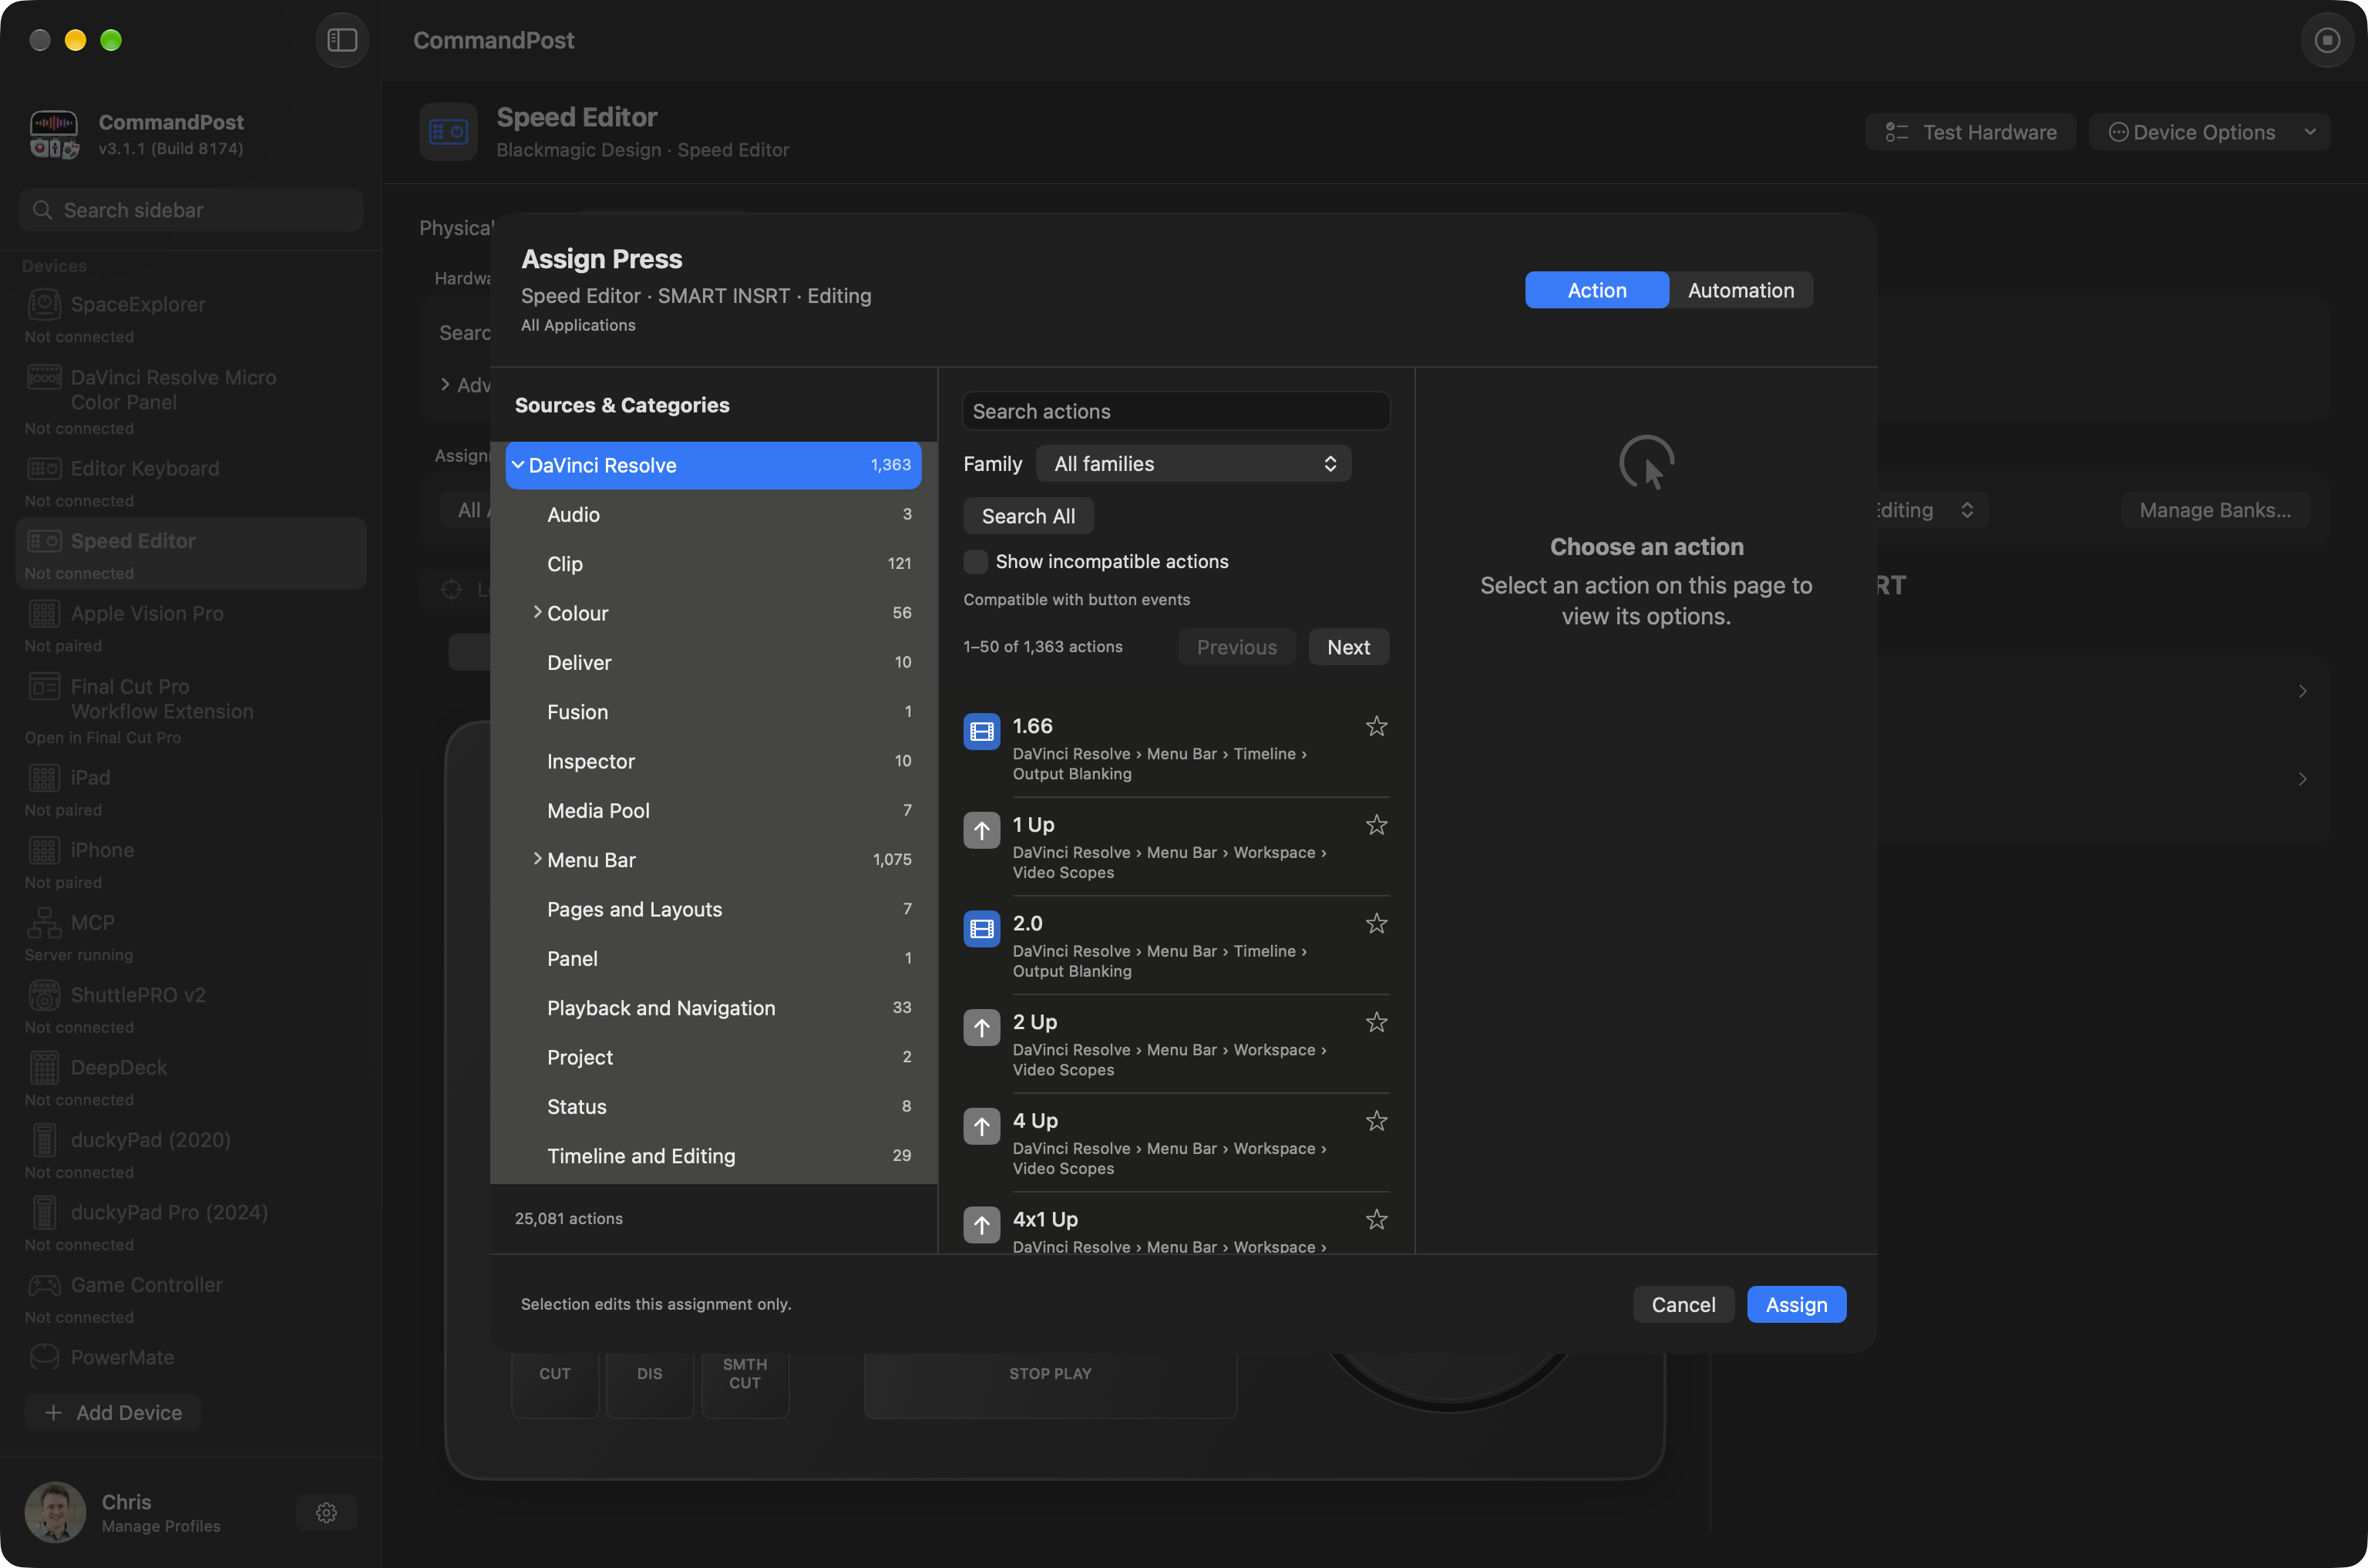 CommandPost
CommandPost
v3.1.1 (Build 8174)
Search sidebar
Devices
SpaceExplorer
Not connected
DaVinci Resolve Micro
Color Panel
Not connected
Editor Keyboard
Not connected
Speed Editor
Not connected
Apple Vision Pro
Not paired
Final Cut Pro
Workflow Extension
Open in Final Cut Pro
iPad
Not paired
iPhone
Not paired
MCP
Server running
ShuttlePRO v2
Not connected
DeepDeck
Not connected
duckyPad (2020)
Not connected
duckyPad Pro (2024)
Not connected
Game Controller
Not connected
PowerMate
Add Device
Chris
Manage Profiles
Speed Editor
Blackmagic Design · Speed Editor
Test Hardware
Device Options
Physical
Hardwa
Searc
Adv
Assignn
All A
Editing
Manage Banks...
RT
Assign Press
Speed Editor · SMART INSRT · Editing
All Applications
Action
Automation
Sources & Categories
DaVinci Resolve 1,363
Audio 3
Clip 121
Colour 56
Deliver 10
Fusion 1
Inspector 10
Media Pool 7
Menu Bar 1,075
Pages and Layouts 7
Panel 1
Playback and Navigation 33
Project 2
Status 8
Timeline and Editing 29
25,081 actions
Search actions
Family All families
Search All
Show incompatible actions
Compatible with button events
1–50 of 1,363 actions
Previous
Next
1.66
DaVinci Resolve › Menu Bar › Timeline ›
Output Blanking
1 Up
DaVinci Resolve › Menu Bar › Workspace ›
Video Scopes
2.0
DaVinci Resolve › Menu Bar › Timeline ›
Output Blanking
2 Up
DaVinci Resolve › Menu Bar › Workspace ›
Video Scopes
4 Up
DaVinci Resolve › Menu Bar › Workspace ›
Video Scopes
4x1 Up
DaVinci Resolve › Menu Bar › Workspace ›
Choose an action
Select an action on this page to
view its options.
Selection edits this assignment only.
Cancel
Assign
CUT
DIS
SMTH
CUT
STOP PLAY